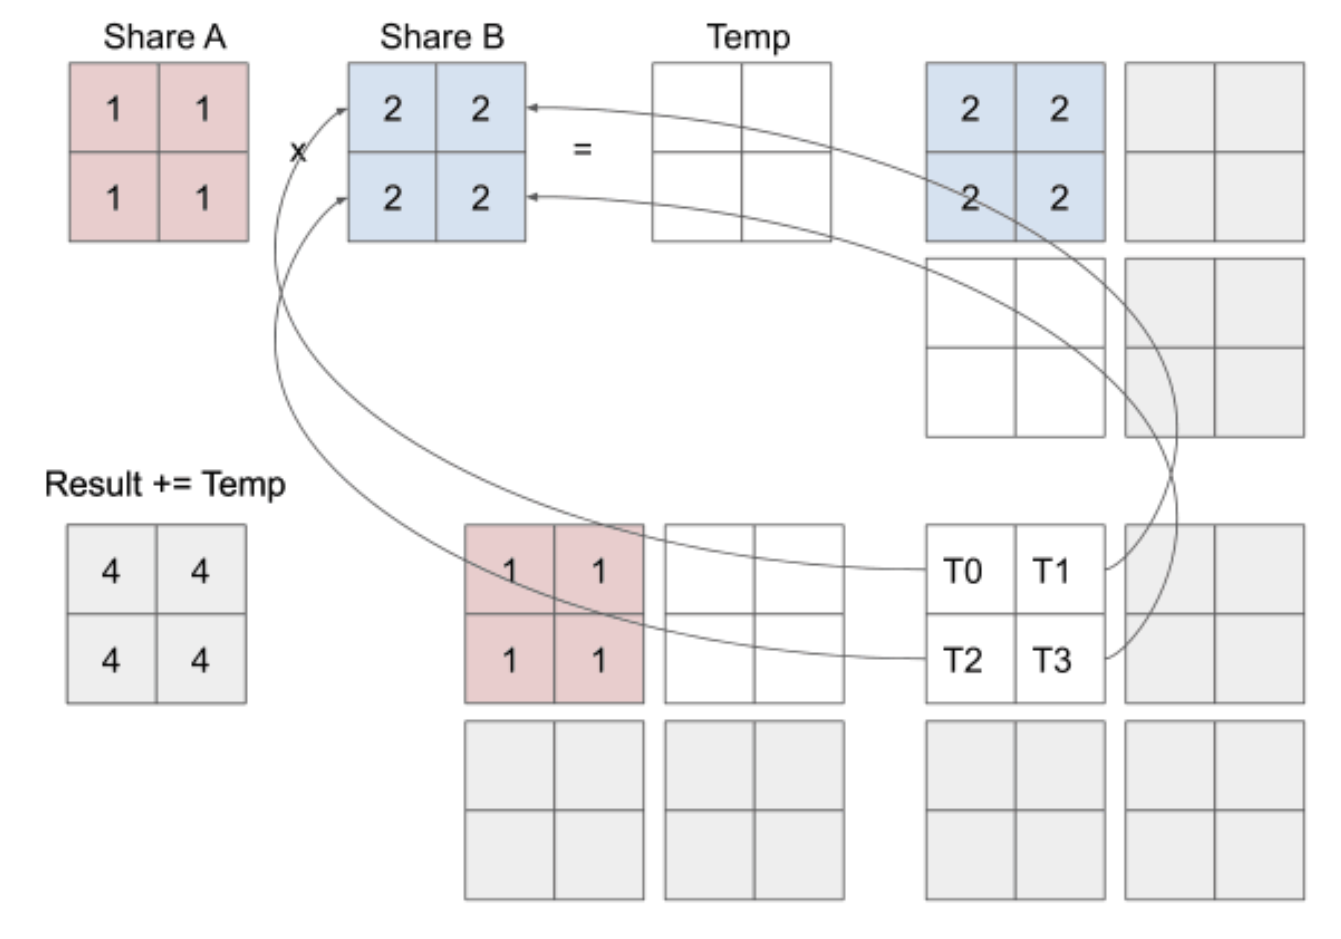 Share A Share B Temp
1 1 x 2 2 = 2 2
1 1 2 2 2 2
Result += Temp
4 4 1 1 T0 T1
4 4 1 1 T2 T3